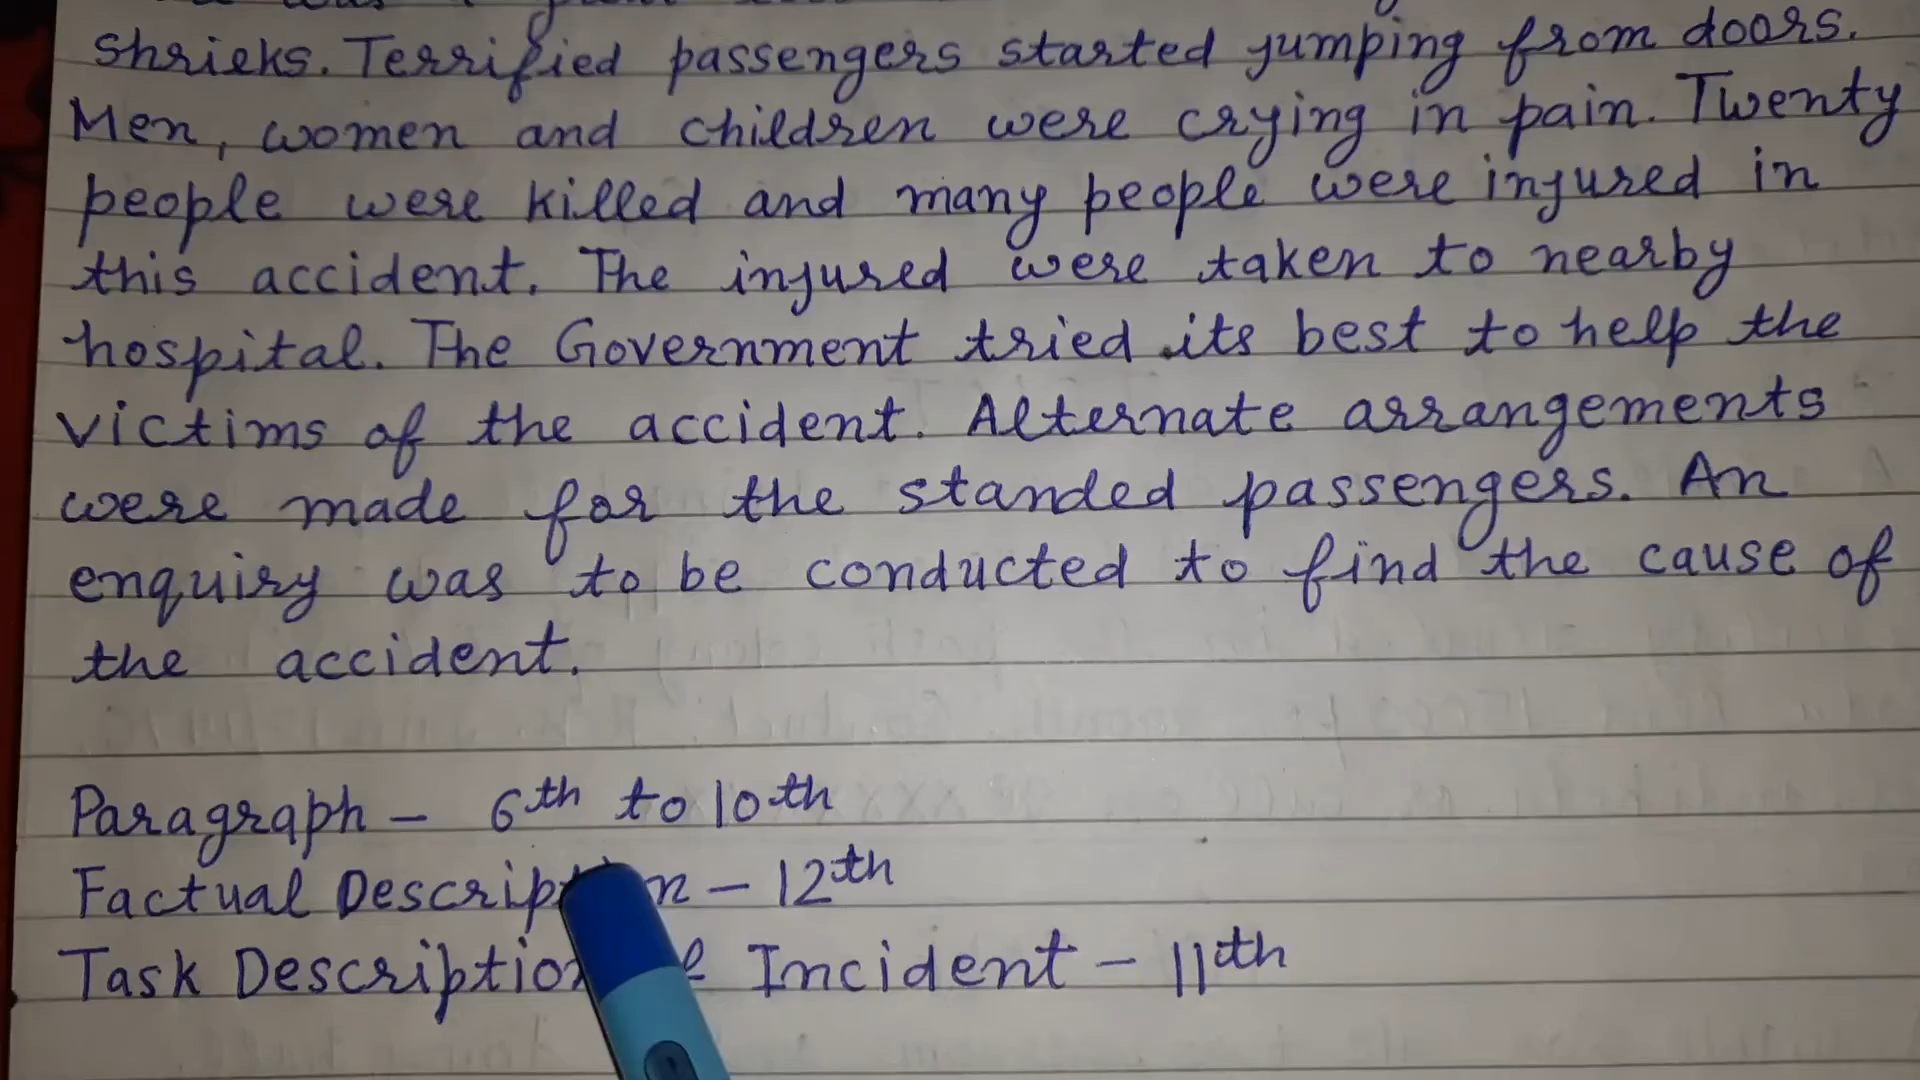 shrieks. Terrified passengers started jumping from doors.
Men, women and children were crying in pain. Twenty
people were killed and many people were injured in
this accident. The injured were taken to nearby
hospital. The Government tried its best to help the
victims of the accident. Alternate arrangements
were made for the standed passengers. An
enquiry was to be conducted to find the cause of
the accident.
Paragraph - 6th to 10th
Factual - 12th
Task Incident - 11th